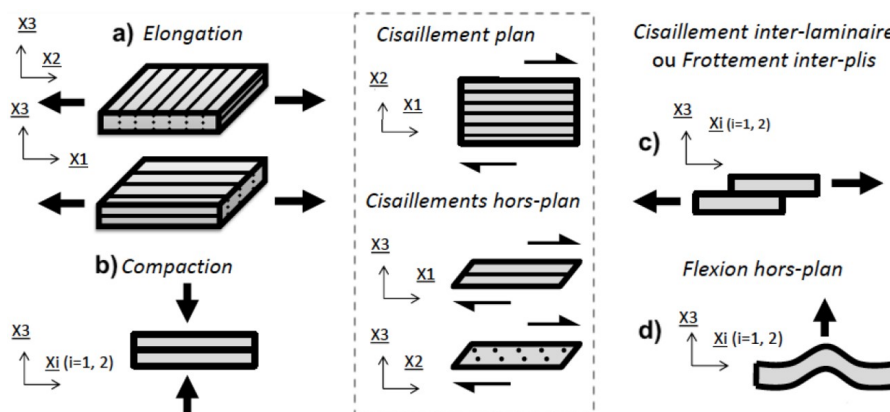 a) Elongation
X3
X2
X3
X1
b) Compaction
X3
Xi (i=1, 2)
Cisaillement plan
X2
X1
Cisaillements hors-plan
X3
X1
X3
X2
Cisaillement inter-laminaire
ou Frottement inter-plis
c)
X3
Xi (i=1, 2)
Flexion hors-plan
d)
X3
Xi (i=1, 2)